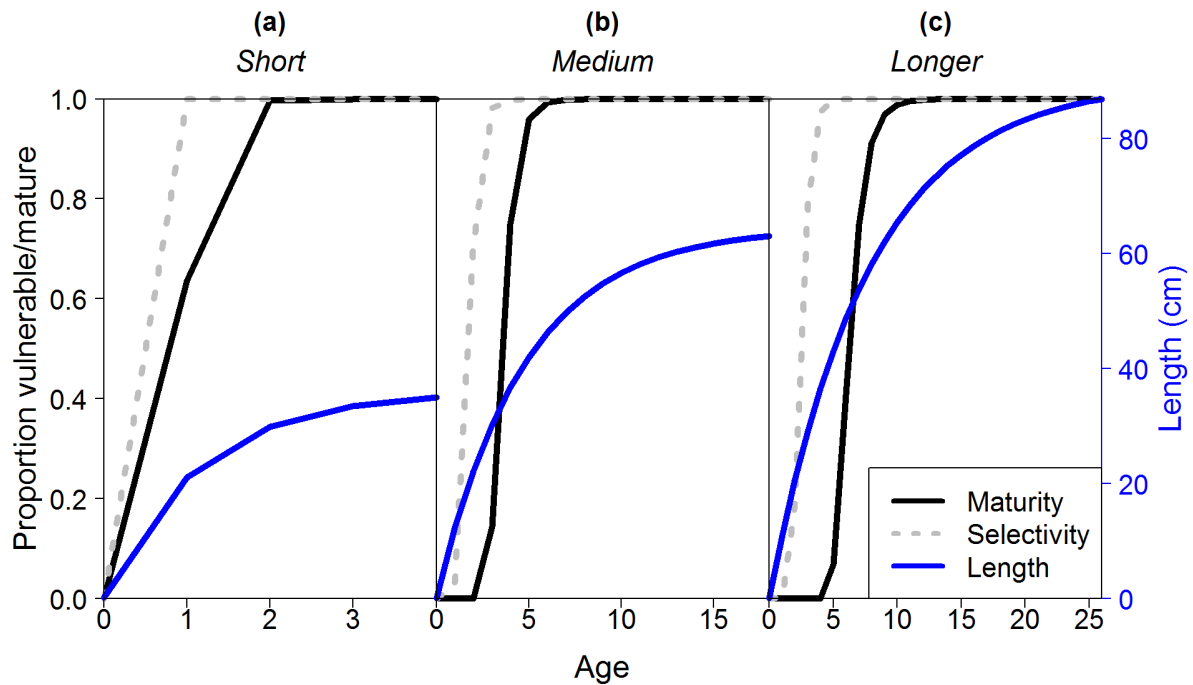 (a) (b) (c)
Short Medium Longer
Proportion vulnerable/mature
1.0
0.8
0.6
0.4
0.2
0.0
0 1 2 3 0 5 10 15 0 5 10 15 20 25
Age
80
60
40
20
0
Length (cm)
Maturity
Selectivity
Length